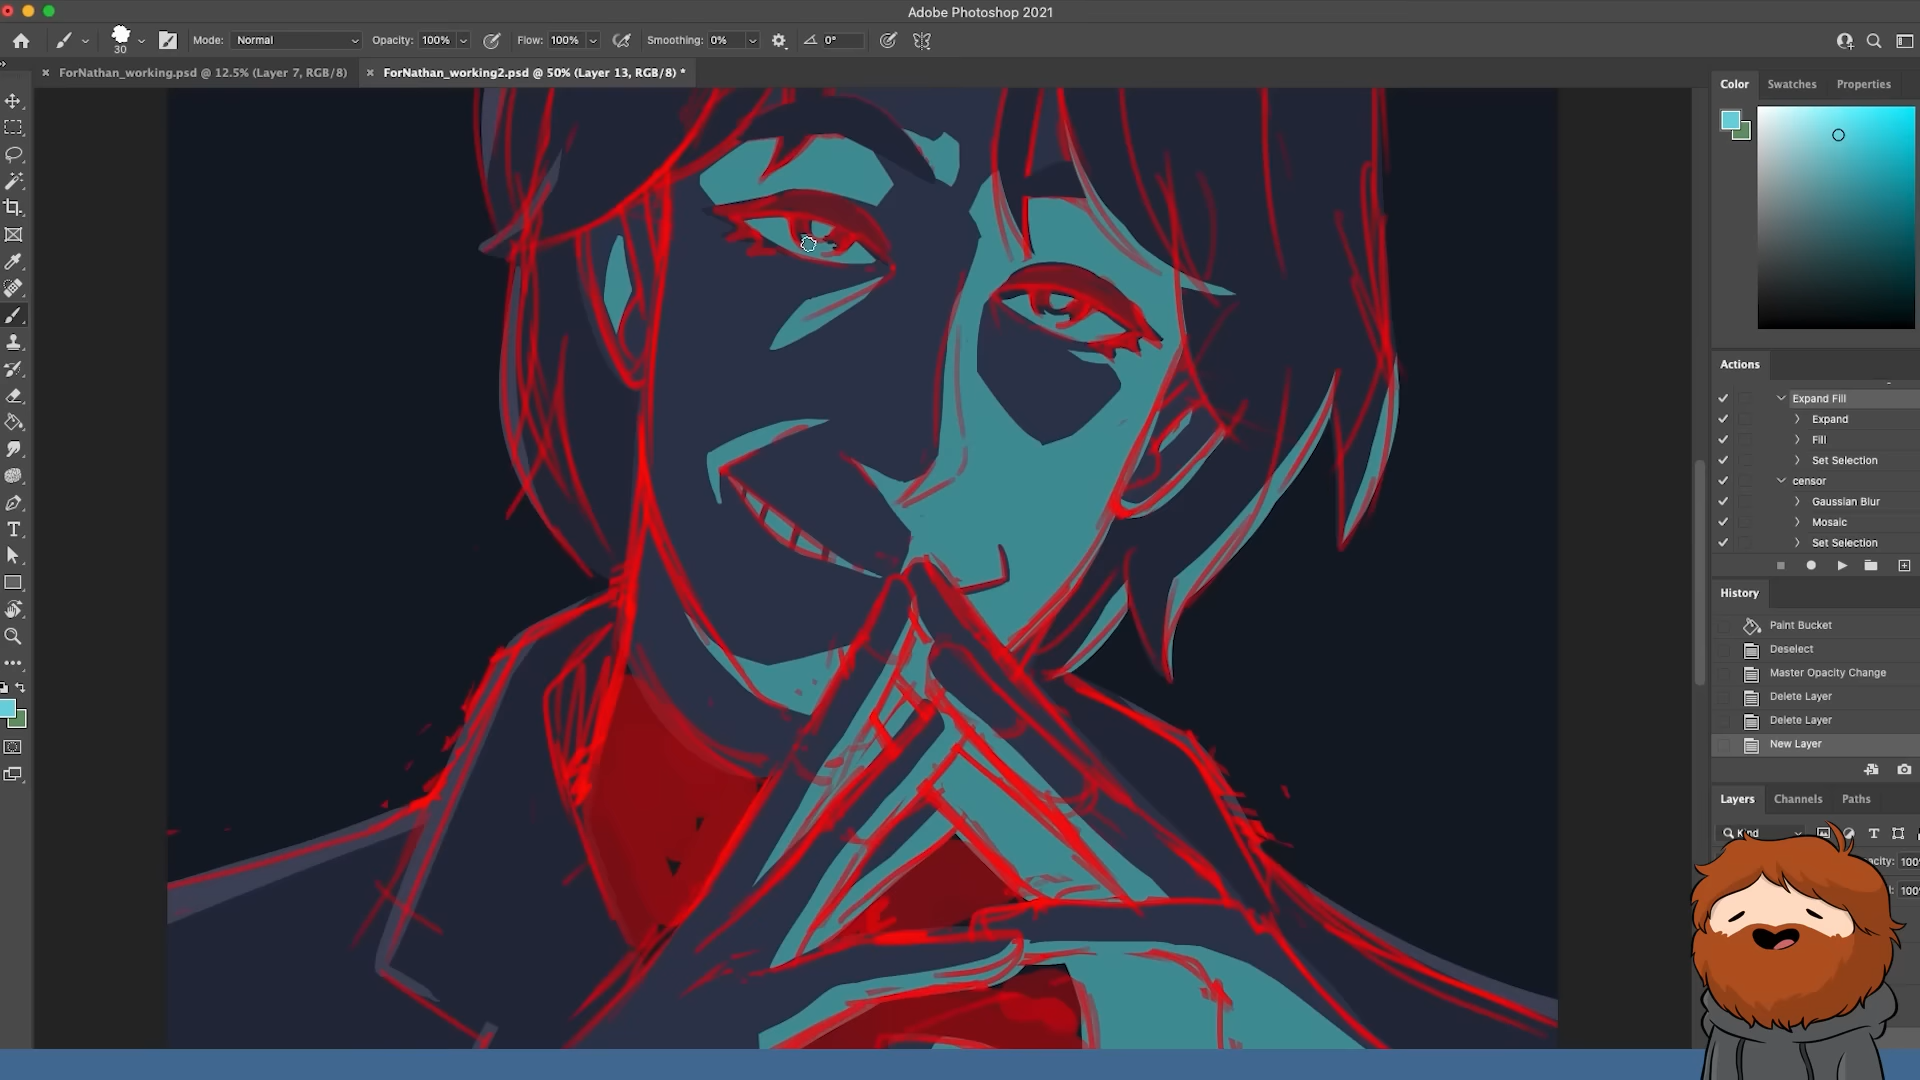 Adobe Photoshop 2021
30
Mode: Normal Opacity: 100% Flow: 100% Smoothing: 0% 0°
ForNathan_working.psd @ 12.5% (Layer 7, RGB/8) ForNathan_working2.psd @ 50% (Layer 13, RGB/8) *
Color Swatches Properties
Actions
Expand Fill
Expand
Fill
Set Selection
censor
Gaussian Blur
Mosaic
Set Selection
History
Paint Bucket
Deselect
Master Opacity Change
Delete Layer
Delete Layer
New Layer
Layers Channels Paths
Kind
100
100